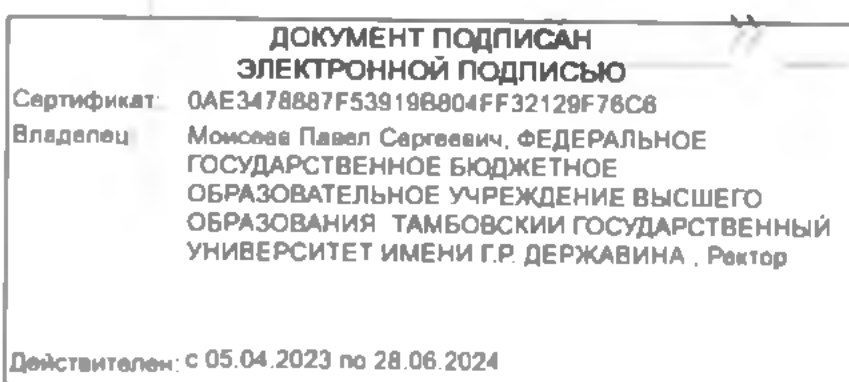 ДОКУМЕНТ ПОДПИСАН
ЭЛЕКТРОННОЙ ПОДПИСЬЮ
Сертификат: 0AE3478887F53919B804FF32129F76C6
Владелец Моисеев Павел Сергеевич, ФЕДЕРАЛЬНОЕ
ГОСУДАРСТВЕННОЕ БЮДЖЕТНОЕ
ОБРАЗОВАТЕЛЬНОЕ УЧРЕЖДЕНИЕ ВЫСШЕГО
ОБРАЗОВАНИЯ ТАМБОВСКИЙ ГОСУДАРСТВЕННЫЙ
УНИВЕРСИТЕТ ИМЕНИ Г.Р. ДЕРЖАВИНА , Ректор
Действителен: с 05.04.2023 по 28.06.2024